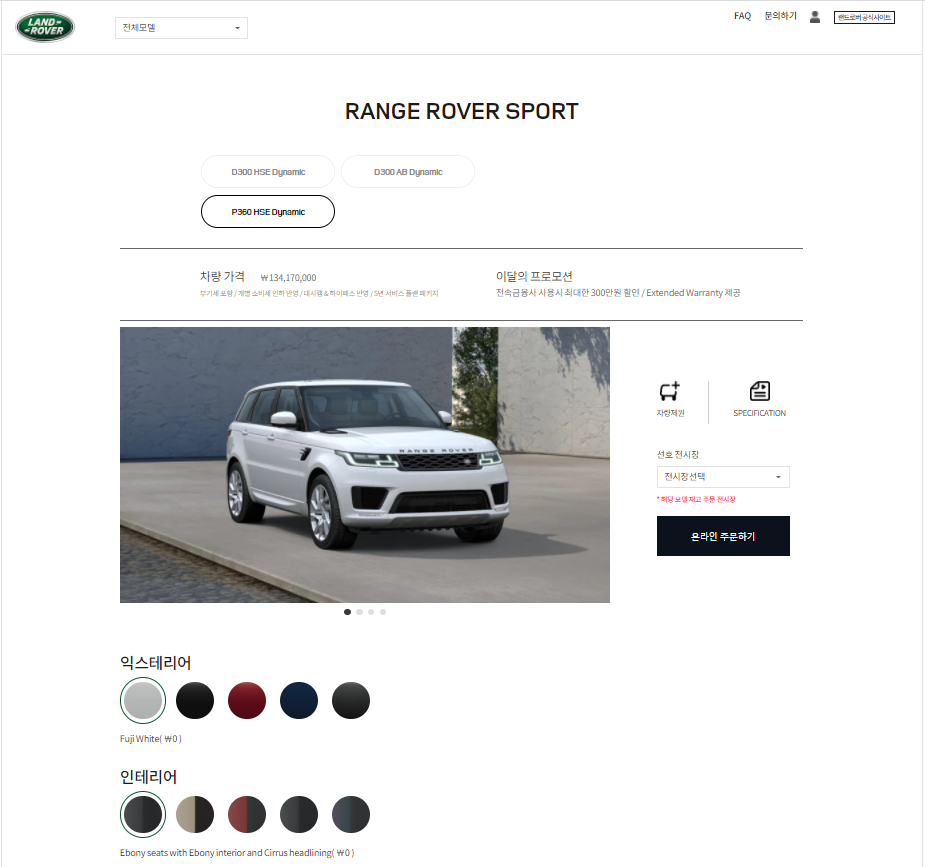 LAND-
-ROVER
전체모델
FAQ 문의하기 랜드로버 공식사이트
RANGE ROVER SPORT
D300 HSE Dynamic D300 AB Dynamic
P360 HSE Dynamic
차량 가격 ₩134,170,000
부가세 포함 / 개별 소비세 인하 반영 / 대시캠 & 하이패스 반영 / 5년 서비스 플랜 패키지
이달의 프로모션
전속금융사 사용시 최대한 300만원 할인 / Extended Warranty 제공
RANGE ROVER
차량제원 SPECIFICATION
선호 전시장
전시장선택
* 해당 모델 재고 주문 전시장
온라인 주문하기
익스테리어
Fuji White( ₩0 )
인테리어
Ebony seats with Ebony interior and Cirrus headlining( ₩0 )